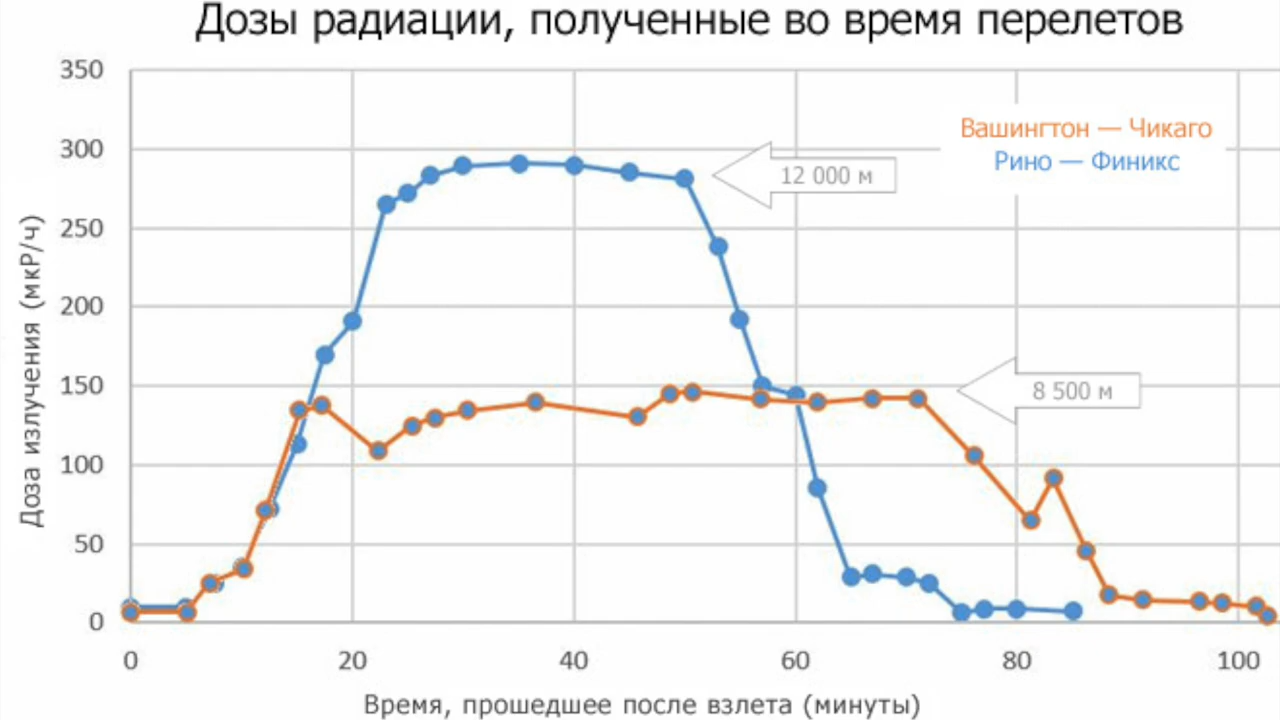 Дозы радиации, полученные во время перелетов
350
300
250
200
150
100
50
0
Доза излучения (мкР/ч)
Вашингтон — Чикаго
Рино — Финикс
12 000 м
8 500 м
0 20 40 60 80 100
Время, прошедшее после взлета (минуты)